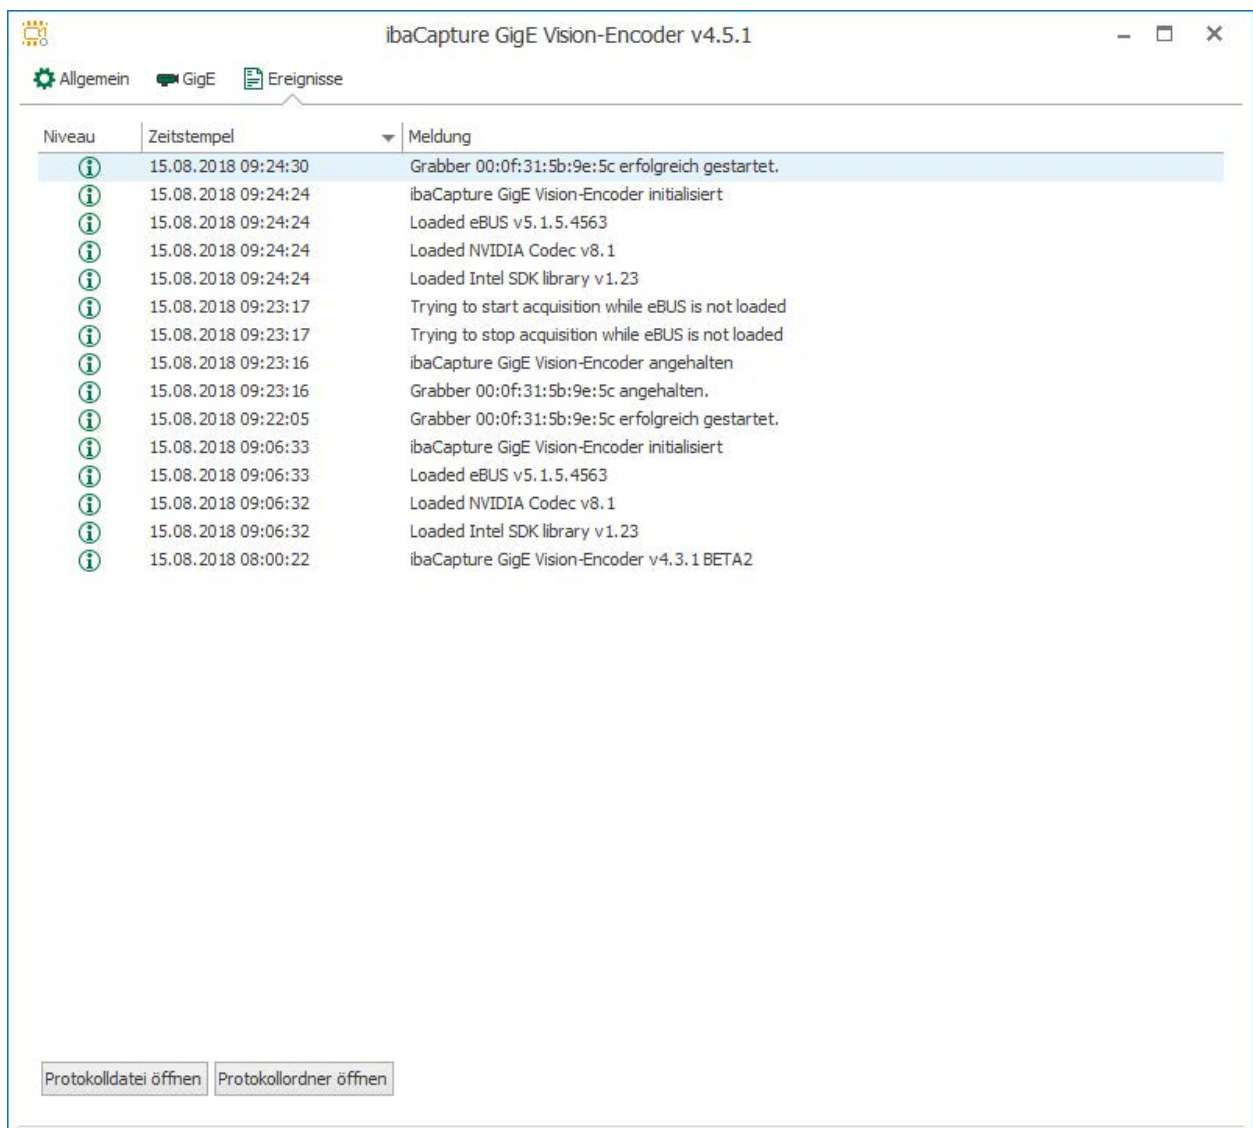 ibaCapture GigE Vision-Encoder v4.5.1
Allgemein GigE Ereignisse
Niveau Zeitstempel Meldung
15.08.2018 09:24:30 Grabber 00:0f:31:5b:9e:5c erfolgreich gestartet.
15.08.2018 09:24:24 ibaCapture GigE Vision-Encoder initialisiert
15.08.2018 09:24:24 Loaded eBUS v5.1.5.4563
15.08.2018 09:24:24 Loaded NVIDIA Codec v8.1
15.08.2018 09:24:24 Loaded Intel SDK library v1.23
15.08.2018 09:23:17 Trying to start acquisition while eBUS is not loaded
15.08.2018 09:23:17 Trying to stop acquisition while eBUS is not loaded
15.08.2018 09:23:16 ibaCapture GigE Vision-Encoder angehalten
15.08.2018 09:23:16 Grabber 00:0f:31:5b:9e:5c angehalten.
15.08.2018 09:22:05 Grabber 00:0f:31:5b:9e:5c erfolgreich gestartet.
15.08.2018 09:06:33 ibaCapture GigE Vision-Encoder initialisiert
15.08.2018 09:06:33 Loaded eBUS v5.1.5.4563
15.08.2018 09:06:32 Loaded NVIDIA Codec v8.1
15.08.2018 09:06:32 Loaded Intel SDK library v1.23
15.08.2018 08:00:22 ibaCapture GigE Vision-Encoder v4.3.1 BETA2
Protokolldatei öffnen Protokollordner öffnen